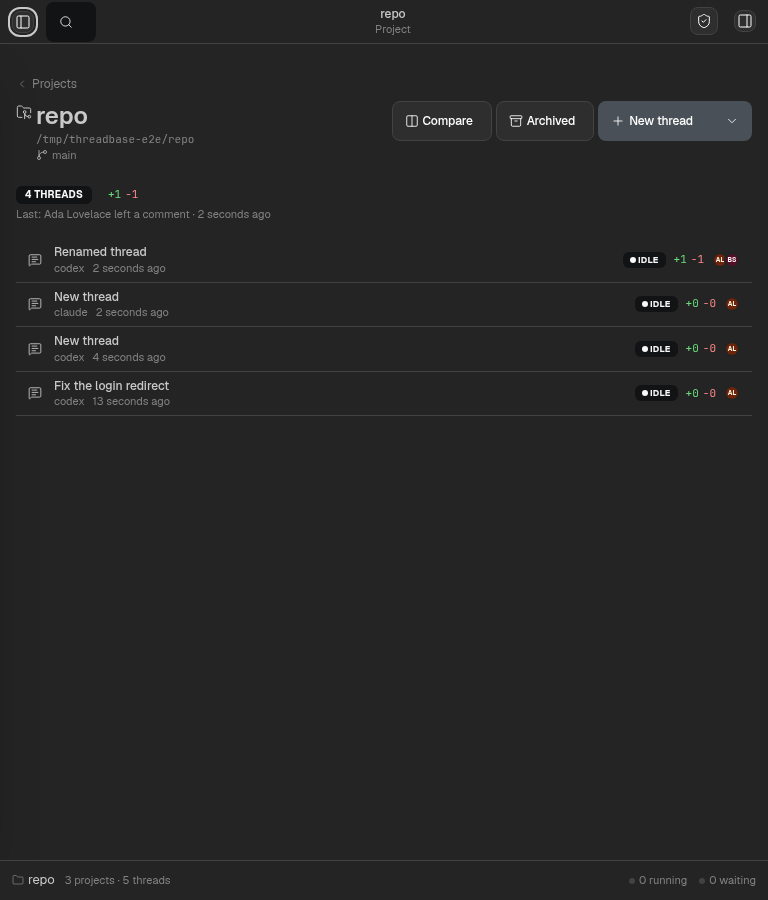 repo
Project
Projects
repo
/tmp/threadbase-e2e/repo
main
Compare
Archived
New thread
4 THREADS +1 -1
Last: Ada Lovelace left a comment · 2 seconds ago
Renamed thread
codex 2 seconds ago
IDLE +1 -1 AL BS
New thread
claude 2 seconds ago
IDLE +0 -0 AL
New thread
codex 4 seconds ago
IDLE +0 -0 AL
Fix the login redirect
codex 13 seconds ago
IDLE +0 -0 AL
repo 3 projects · 5 threads
0 running 0 waiting